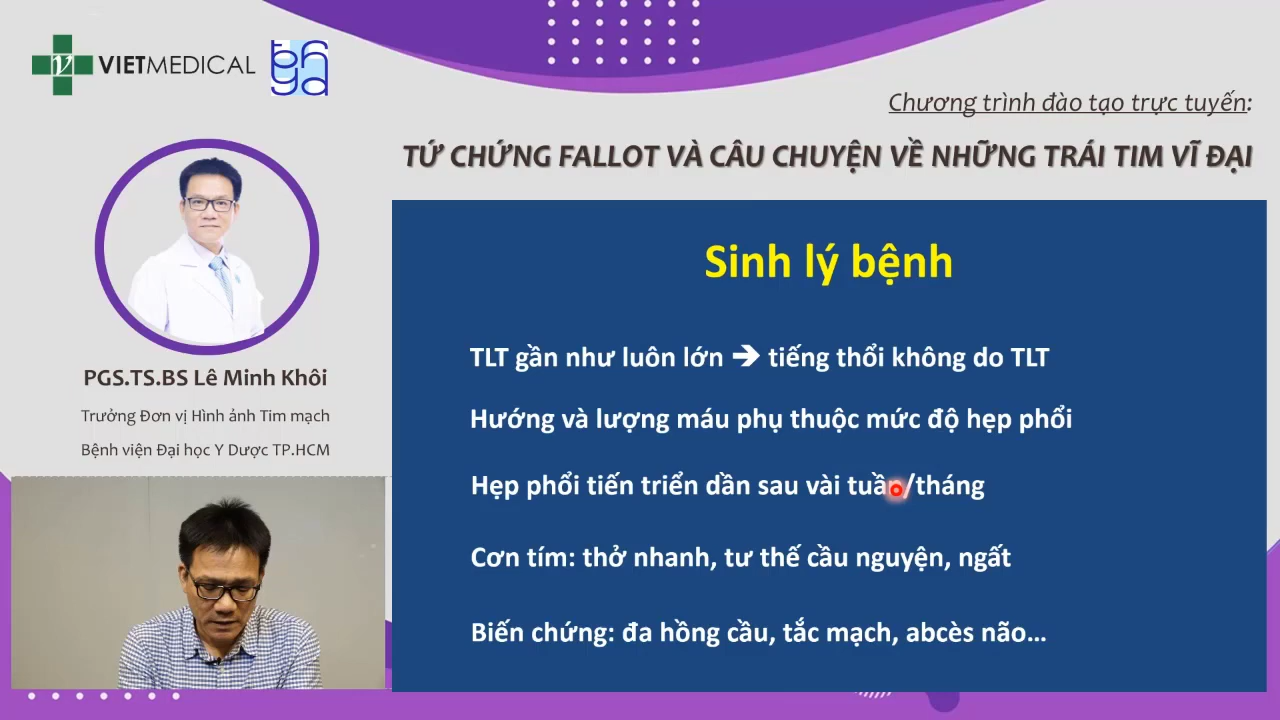 VIETMEDICAL
Chương trình đào tạo trực tuyến:
TỨ CHỨNG FALLOT VÀ CÂU CHUYỆN VỀ NHỮNG TRÁI TIM VĨ ĐẠI
PGS.TS.BS Lê Minh Khôi
Trưởng Đơn vị Hình ảnh Tim mạch
Bệnh viện Đại học Y Dược TP.HCM
Sinh lý bệnh
TLT gần như luôn lớn ➔ tiếng thổi không do TLT
Hướng và lượng máu phụ thuộc mức độ hẹp phổi
Hẹp phổi tiến triển dần sau vài tuần/tháng
Cơn tím: thở nhanh, tư thế cầu nguyện, ngất
Biến chứng: đa hồng cầu, tắc mạch, abcès não...